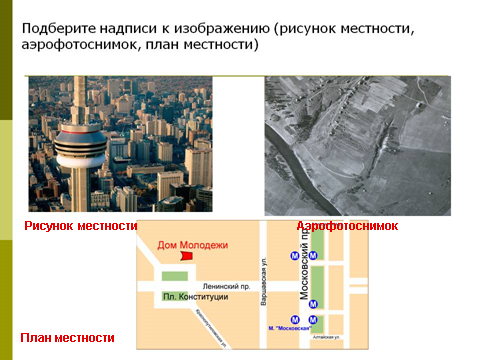 Подберите надписи к изображению (рисунок местности,
аэрофотоснимок, план местности)
Рисунок местности
Аэрофотоснимок
Дом Молодежи
Московский пр.
Варшавская ул.
Ленинский пр.
Пл. Конституции
М
М
М
М
М
М. "Московская"
Алтайская ул.
План местности